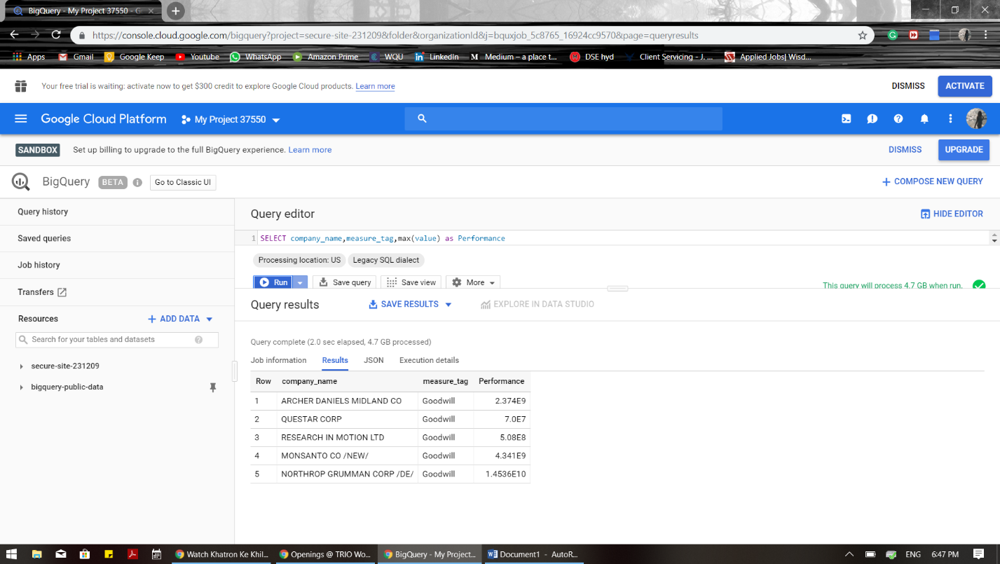 BigQuery - My Project 37550 - G
https://console.cloud.google.com/bigquery?project=secure-site-231209&folder&organizationId&j=bquxjob_5c8765_16924cc9570&page=queryresults
Apps Gmail Google Keep Youtube WhatsApp Amazon Prime WQU LinkedIn Medium – a place t... DSE hyd Client Servicing - J. ... Applied Jobs| Wisd...
Your free trial is waiting: activate now to get $300 credit to explore Google Cloud products. Learn more DISMISS ACTIVATE
Google Cloud Platform My Project 37550
SANDBOX Set up billing to upgrade to the full BigQuery experience. Learn more DISMISS UPGRADE
BigQuery BETA Go to Classic UI + COMPOSE NEW QUERY
Query history
Saved queries
Job history
Transfers
Resources + ADD DATA
Search for your tables and datasets
secure-site-231209
bigquery-public-data
Query editor HIDE EDITOR
1 SELECT company_name,measure_tag,max(value) as Performance
Processing location: US Legacy SQL dialect
Run Save query Save view More This query will process 4.7 GB when run.
Query results SAVE RESULTS EXPLORE IN DATA STUDIO
Query complete (2.0 sec elapsed, 4.7 GB processed)
Job information Results JSON Execution details
Row company_name measure_tag Performance
1 ARCHER DANIELS MIDLAND CO Goodwill 2.374E9
2 QUESTAR CORP Goodwill 7.0E7
3 RESEARCH IN MOTION LTD Goodwill 5.08E8
4 MONSANTO CO /NEW/ Goodwill 4.341E9
5 NORTHROP GRUMMAN CORP /DE/ Goodwill 1.4536E10
Watch Khatron Ke Khil... Openings @ TRIO Wo... BigQuery - My Project... Document1 - AutoR... ENG 6:47 PM